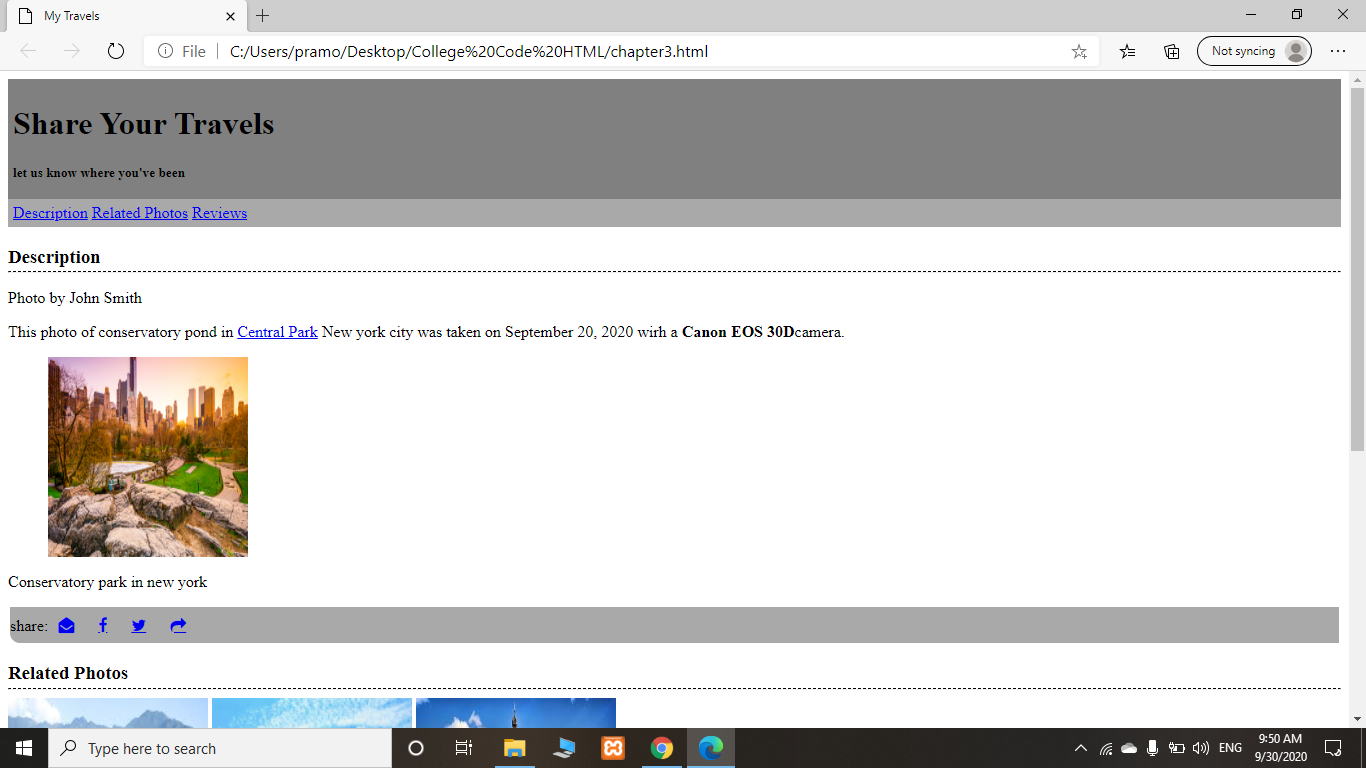 My Travels
File
C:/Users/pramo/Desktop/College%20Code%20HTML/chapter3.html
Not syncing
Share Your Travels
let us know where you've been
Description Related Photos Reviews
Description
Photo by John Smith
This photo of conservatory pond in Central Park New york city was taken on September 20, 2020 wirh a Canon EOS 30Dcamera.
Conservatory park in new york
share:
Related Photos
Type here to search
ENG
9:50 AM
9/30/2020